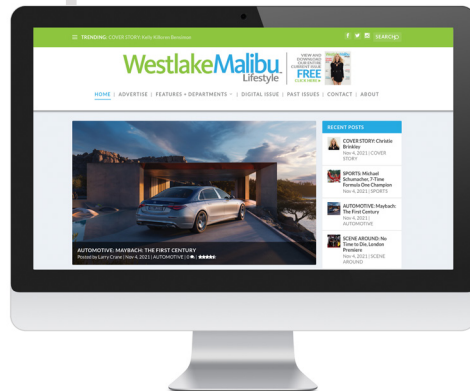 TRENDING: COVER STORY: Kelly Killoren Bensimon
SEARCH
WestlakeMalibu
Lifestyle
VIEW AND
DOWNLOAD
OUR ENTIRE
CURRENT ISSUE
FREE
CLICK HERE
HOME | ADVERTISE | FEATURES + DEPARTMENTS | DIGITAL ISSUE | PAST ISSUES | CONTACT | ABOUT
AUTOMOTIVE: MAYBACH: THE FIRST CENTURY
Posted by Larry Crane | Nov 4, 2021 | AUTOMOTIVE | 0 | ★★★★★
RECENT POSTS
COVER STORY: Christie
Brinkley
Nov 4, 2021 | COVER
STORY
SPORTS: Michael
Schumacher, 7-Time
Formula One Champion
Nov 4, 2021 | SPORTS
AUTOMOTIVE: Maybach:
The First Century
Nov 4, 2021 |
AUTOMOTIVE
SCENE AROUND: No
Time to Die, London
Premiere
Nov 4, 2021 | SCENE
AROUND